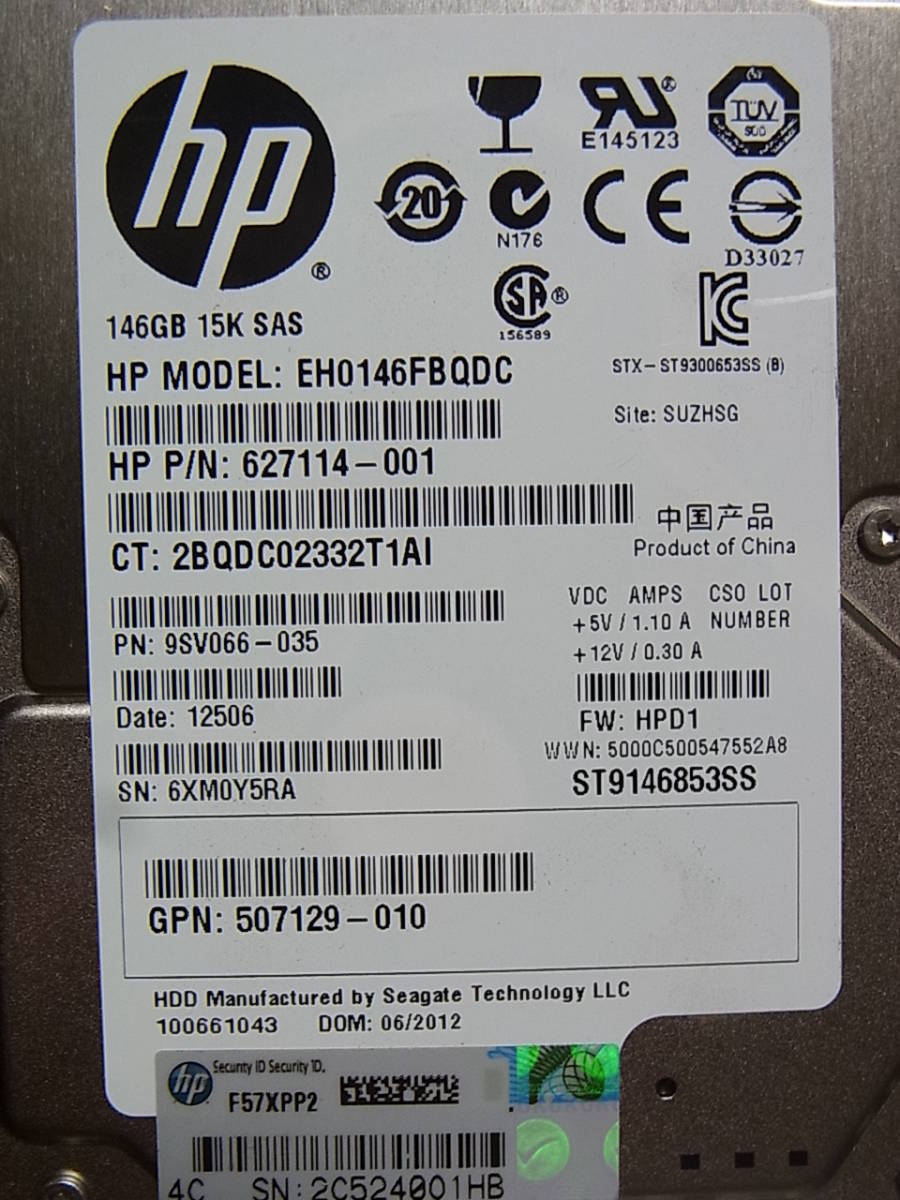 hp ®
R U ®
E145123
TÜV
SÜD
20
N176
CE
D33027
SA ®
156589
KC
146GB 15K SAS
STX-ST9300653SS (B)
HP MODEL: EH0146FBQDC
Site: SUZHSG
HP P/N: 627114-001
中国产品
Product of China
CT: 2BQDC02332T1AI
VDC AMPS CSO LOT
+5V / 1.10 A NUMBER
+12V / 0.30 A
PN: 9SV066-035
Date: 12506
FW: HPD1
WWN: 5000C500547552A8
SN: 6XM0Y5RA
ST9146853SS
GPN: 507129-010
HDD Manufactured by Seagate Technology LLC
100661043 DOM: 06/2012
hp
Security ID Security ID.
F57XPP2
4C SN:2C524001HB